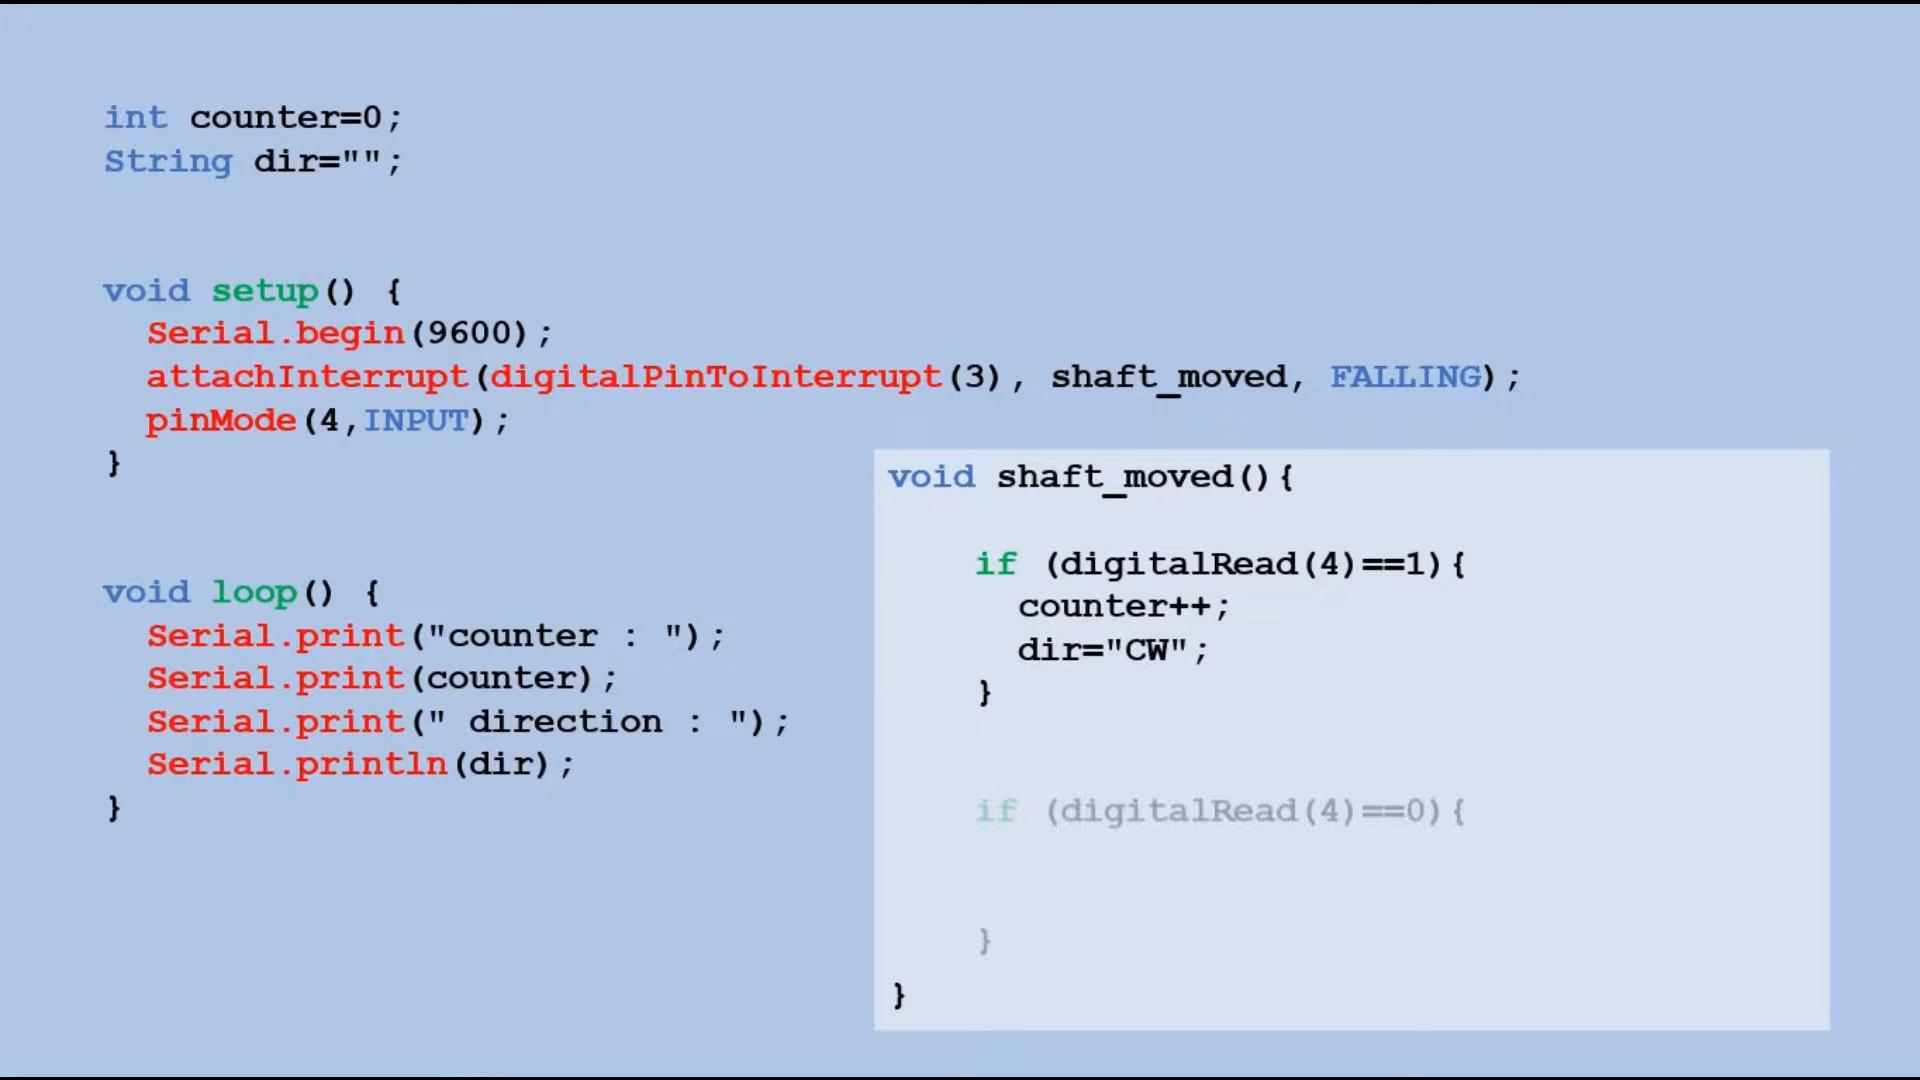 int counter=0;
String dir="";
void setup() {
Serial.begin(9600);
attachInterrupt(digitalPinToInterrupt(3), shaft_moved, FALLING);
pinMode(4,INPUT);
}
void loop() {
Serial.print("counter : ");
Serial.print(counter);
Serial.print(" direction : ");
Serial.println(dir);
}
void shaft_moved(){
if (digitalRead(4)==1){
counter++;
dir="CW";
}
if (digitalRead(4)==0){
}
}